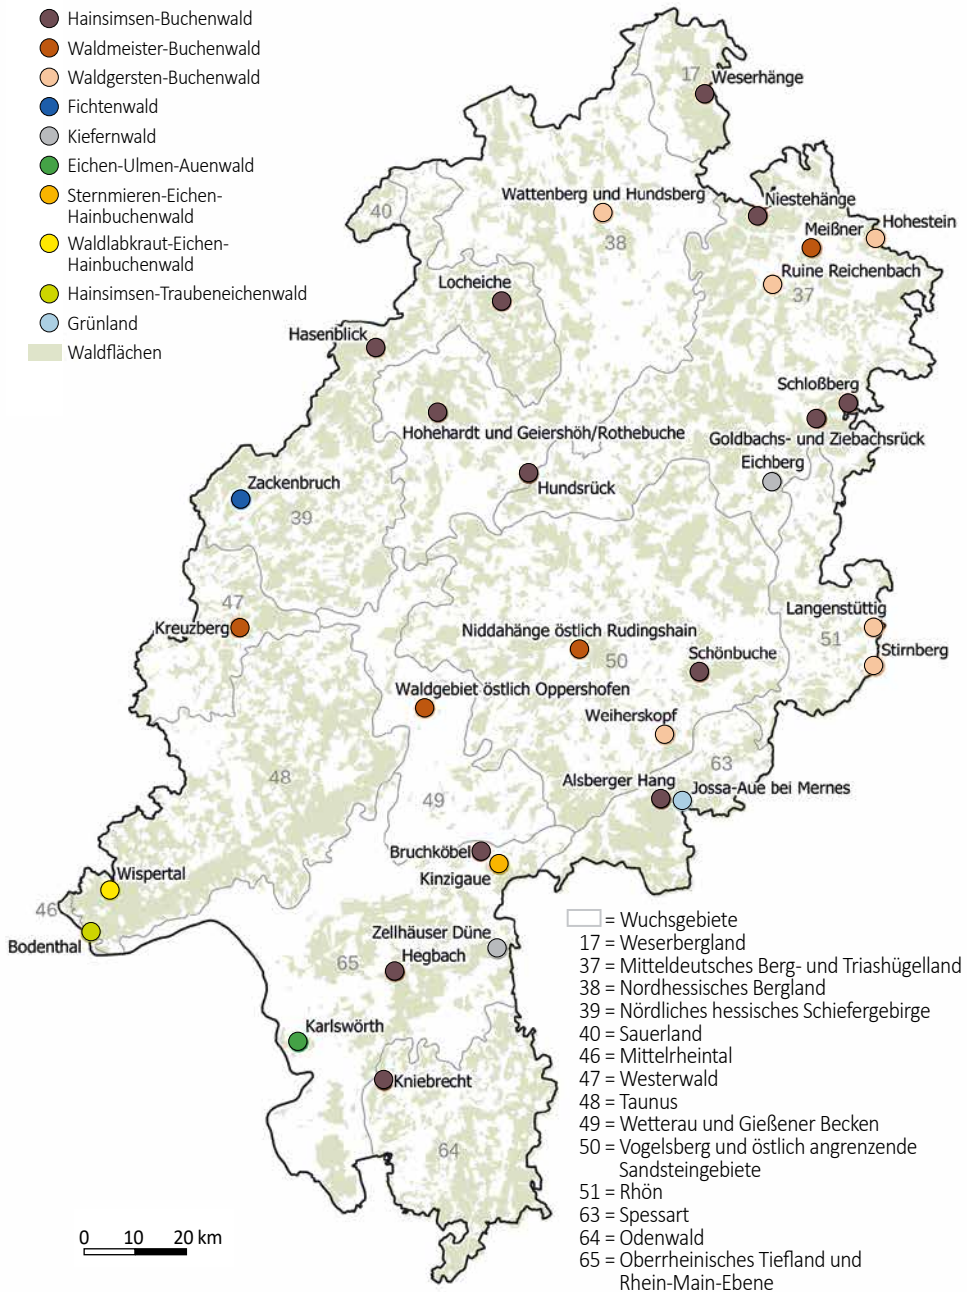 Hainsimsen-Buchenwald
Waldmeister-Buchenwald
Waldgersten-Buchenwald
Fichtenwald
Kiefernwald
Eichen-Ulmen-Auenwald
Sternmieren-Eichen-
Hainbuchenwald
Waldlabkraut-Eichen-
Hainbuchenwald
Hainsimsen-Traubeneichenwald
Grünland
Waldflächen
17
Weserhänge
Wattenberg und Hundsberg
Niestehänge
40
38
Meißner
Hohestein
Ruine Reichenbach
37
Locheiche
Hasenblick
Schloßberg
Hohehardt und Geiershöh/Rothebuche
Goldbachs- und Ziebachsrück
Eichberg
Hundsrück
Zackenbruch
39
47
Kreuzberg
Langenstüttig
51
Stirnberg
Niddahänge östlich Rudingshain
50
Schönbuche
Waldgebiet östlich Oppershofen
Weiherskopf
63
48
49
Alsberger Hang
Jossa-Aue bei Mernes
Bruchköbel
Kinzigaue
Wispertal
46
Bodenthal
Zellhäuser Düne
Hegbach
65
Karlswörth
Kniebrecht
64
0 10 20 km
= Wuchsgebiete
17 = Weserbergland
37 = Mitteldeutsches Berg- und Triashügelland
38 = Nordhessisches Bergland
39 = Nördliches hessisches Schiefergebirge
40 = Sauerland
46 = Mittelrheintal
47 = Westerwald
48 = Taunus
49 = Wetterau und Gießener Becken
50 = Vogelsberg und östlich angrenzende
Sandsteingebiete
51 = Rhön
63 = Spessart
64 = Odenwald
65 = Oberrheinisches Tiefland und
Rhein-Main-Ebene